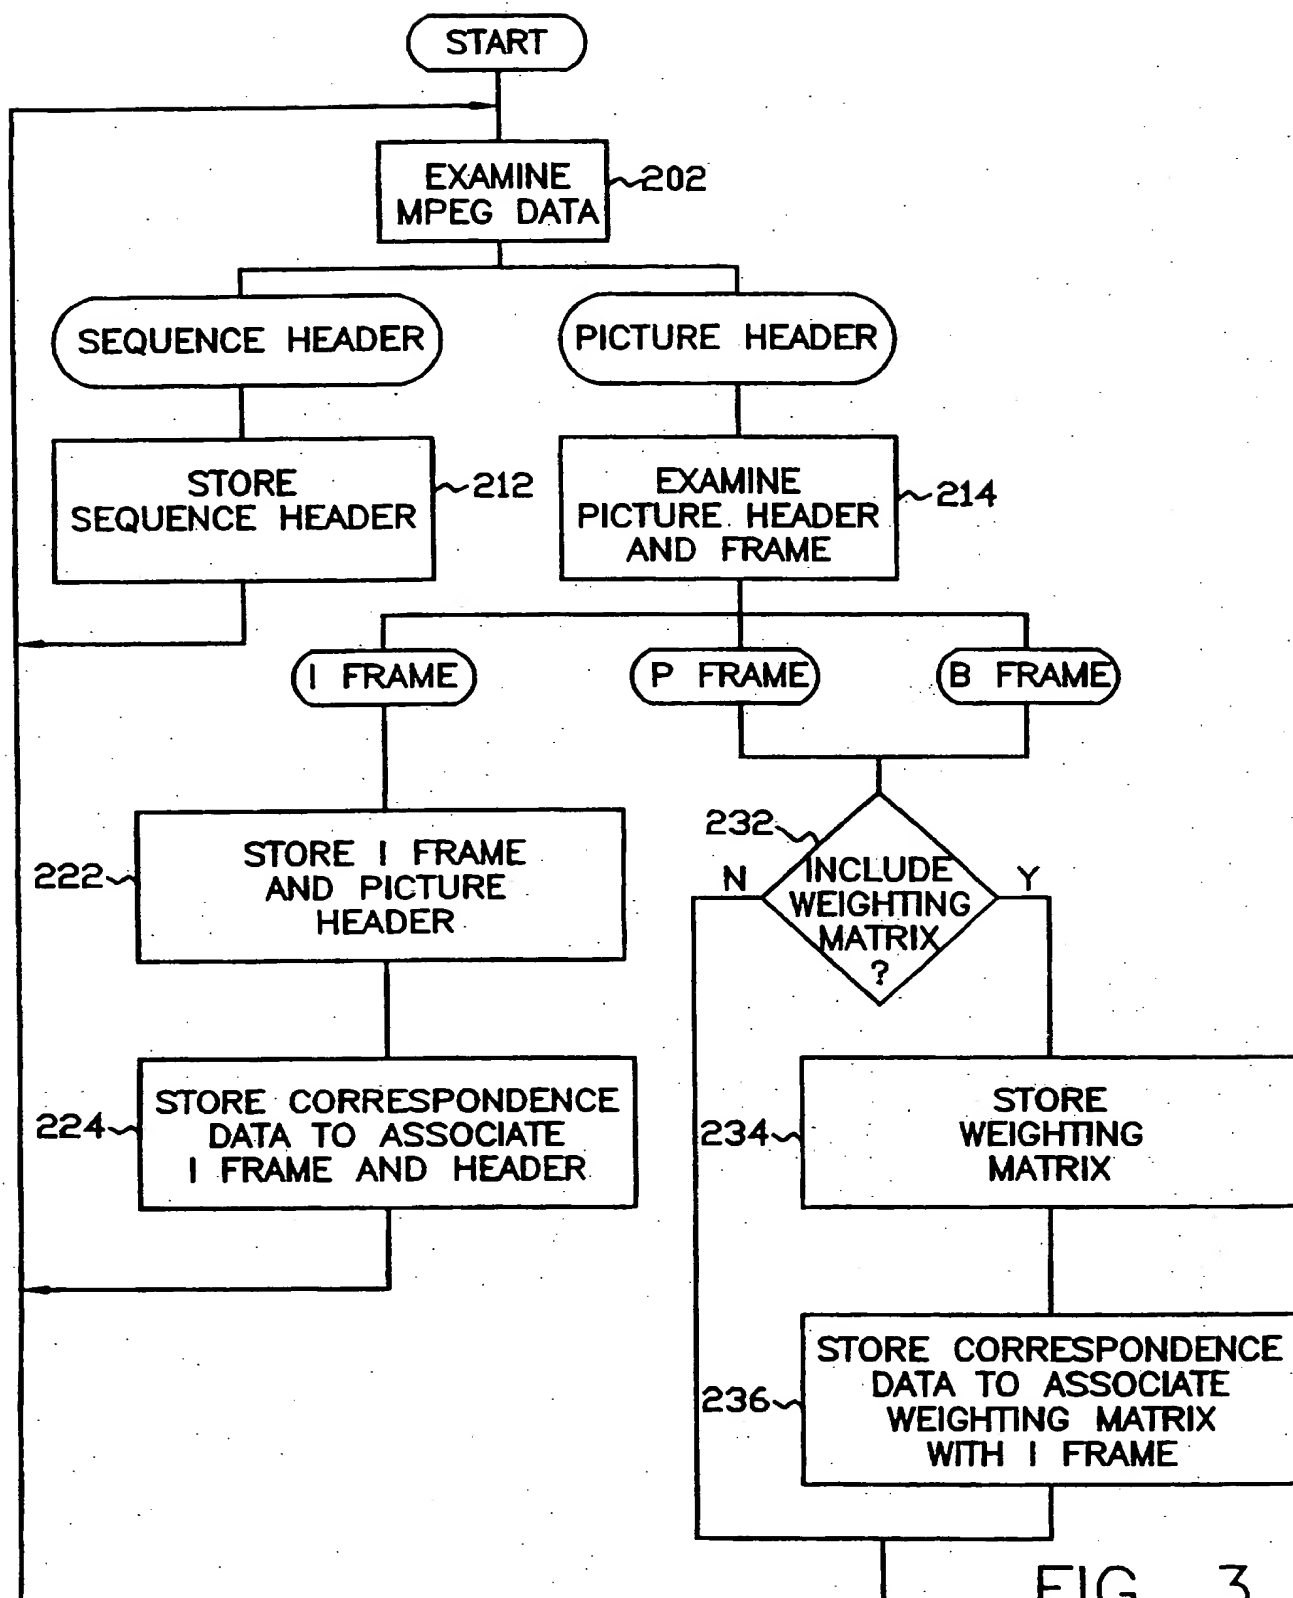 START
EXAMINE
MPEG DATA
202
SEQUENCE HEADER
PICTURE HEADER
STORE
SEQUENCE HEADER
212
EXAMINE
PICTURE HEADER
AND FRAME
214
I FRAME
P FRAME
B FRAME
232
INCLUDE
WEIGHTING
MATRIX
?
N
Y
222
STORE I FRAME
AND PICTURE
HEADER
224
STORE CORRESPONDENCE
DATA TO ASSOCIATE
I FRAME AND HEADER
234
STORE
WEIGHTING
MATRIX
236
STORE CORRESPONDENCE
DATA TO ASSOCIATE
WEIGHTING MATRIX
WITH I FRAME
FIG. 3